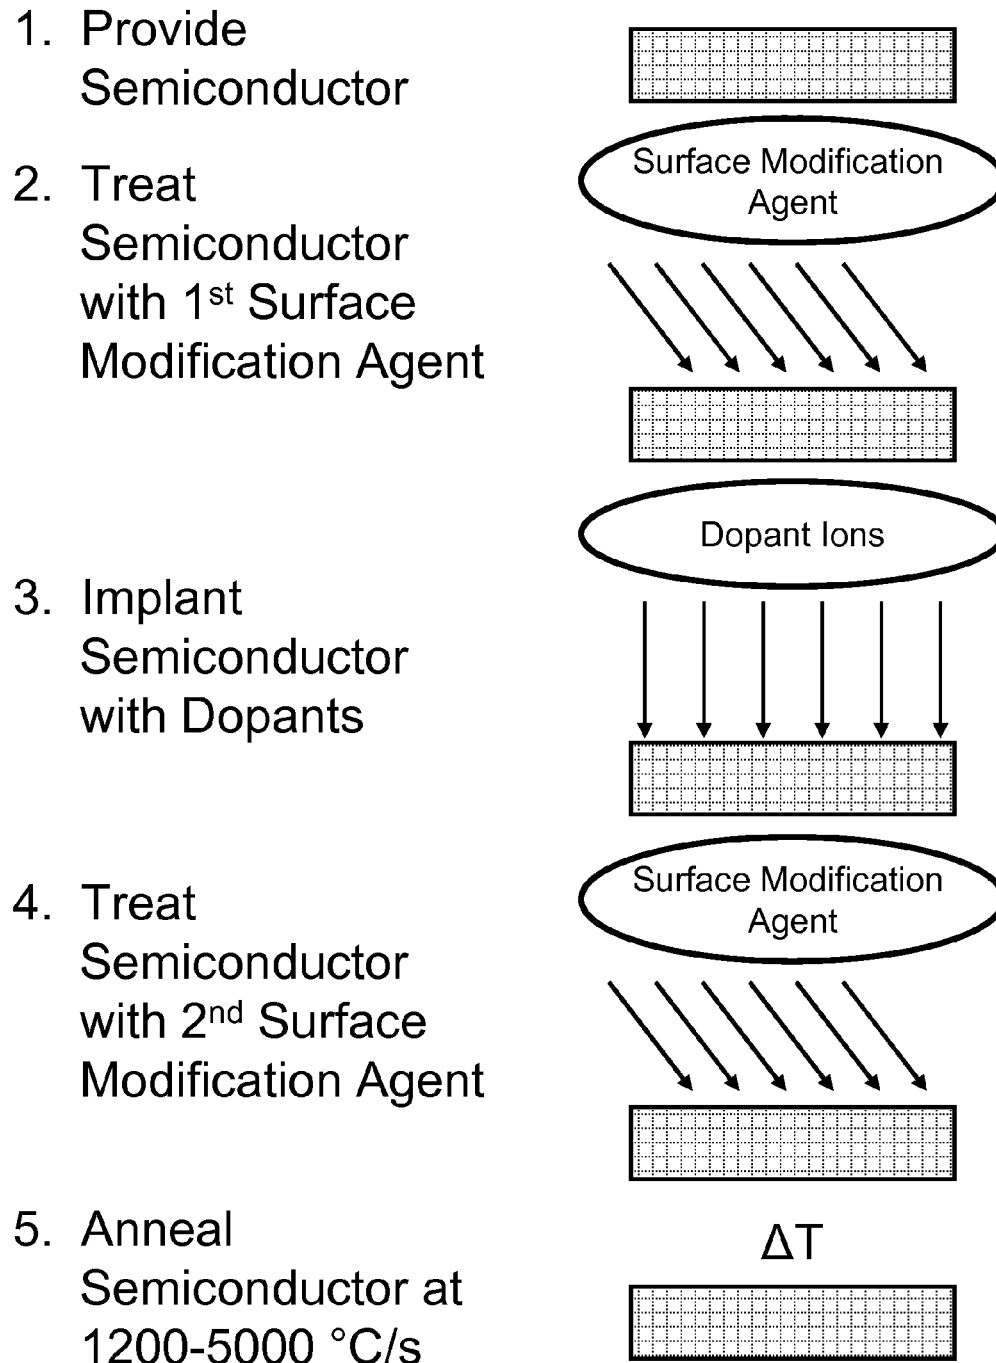 1. Provide
Semiconductor
Surface Modification
Agent
2. Treat
Semiconductor
with 1st Surface
Modification Agent
Dopant Ions
3. Implant
Semiconductor
with Dopants
Surface Modification
Agent
4. Treat
Semiconductor
with 2nd Surface
Modification Agent
5. Anneal
Semiconductor at
1200-5000 °C/s
ΔT